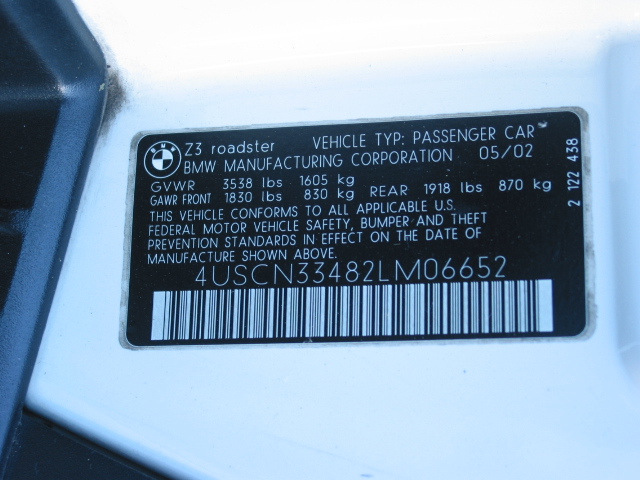 BMW
Z3 roadster VEHICLE TYP: PASSENGER CAR
BMW MANUFACTURING CORPORATION 05/02
GVWR 3538 lbs 1605 kg
GAWR FRONT 1830 lbs 830 kg REAR 1918 lbs 870 kg
THIS VEHICLE CONFORMS TO ALL APPLICABLE U.S.
FEDERAL MOTOR VEHICLE SAFETY, BUMPER AND THEFT
PREVENTION STANDARDS IN EFFECT ON THE DATE OF
MANUFACTURE SHOWN ABOVE.
4USCN33482LM06652
2 122 438